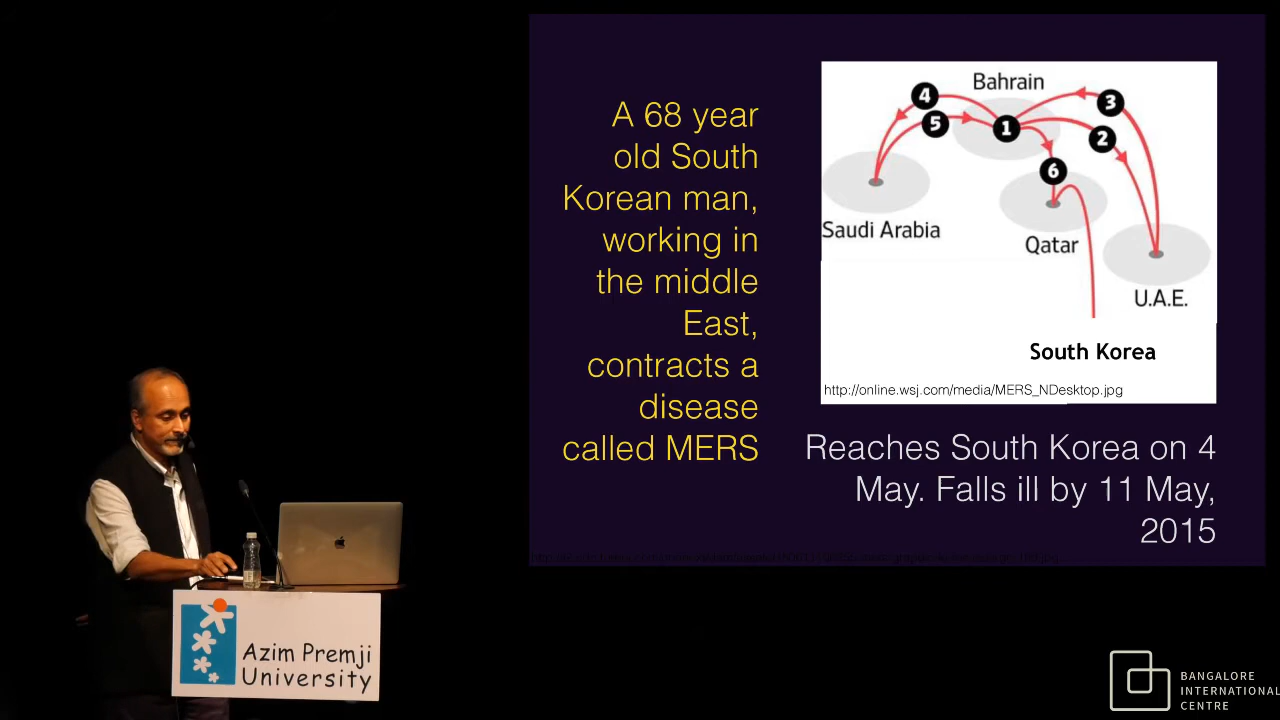 A 68 year
old South
Korean man,
working in
the middle
East,
contracts a
disease
called MERS
Bahrain
4
3
5
1
2
6
Saudi Arabia
Qatar
U.A.E.
South Korea
http://online.wsj.com/media/MERS_NDesktop.jpg
Reaches South Korea on 4
May. Falls ill by 11 May,
2015
Azim Premji
University
BANGALORE
INTERNATIONAL
CENTRE